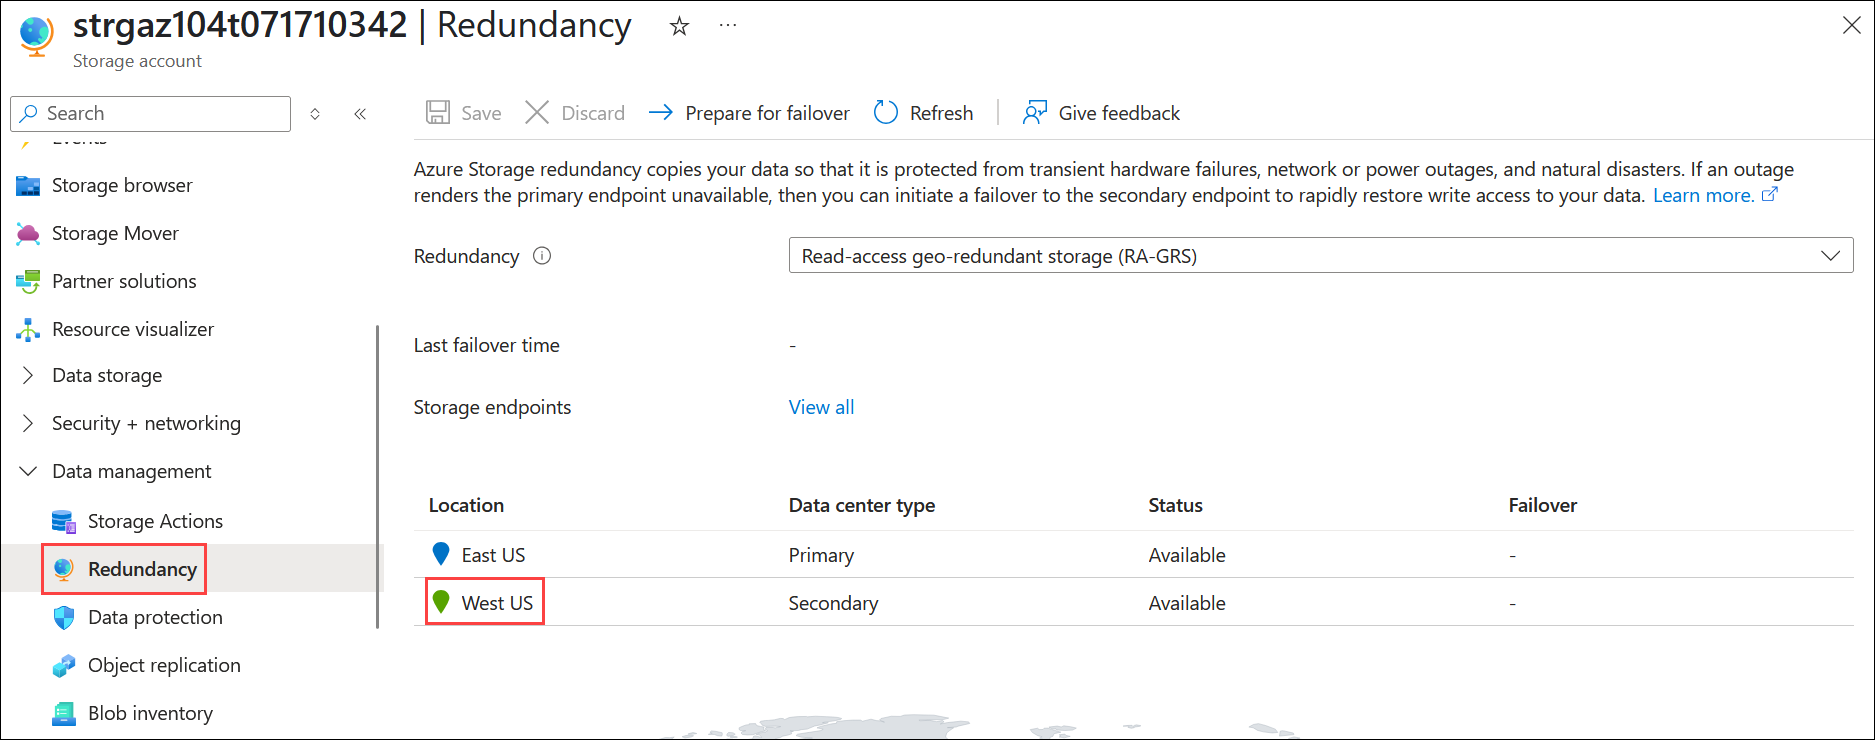 strgaz104t071710342 | Redundancy ☆ ...
Storage account
Search
Save Discard Prepare for failover Refresh Give feedback
Events
Storage browser
Storage Mover
Partner solutions
Resource visualizer
Data storage
Security + networking
Data management
Storage Actions
Redundancy
Data protection
Object replication
Blob inventory
Azure Storage redundancy copies your data so that it is protected from transient hardware failures, network or power outages, and natural disasters. If an outage
renders the primary endpoint unavailable, then you can initiate a failover to the secondary endpoint to rapidly restore write access to your data. Learn more.
Redundancy Read-access geo-redundant storage (RA-GRS)
Last failover time -
Storage endpoints View all
Location Data center type Status Failover
East US Primary Available -
West US Secondary Available -